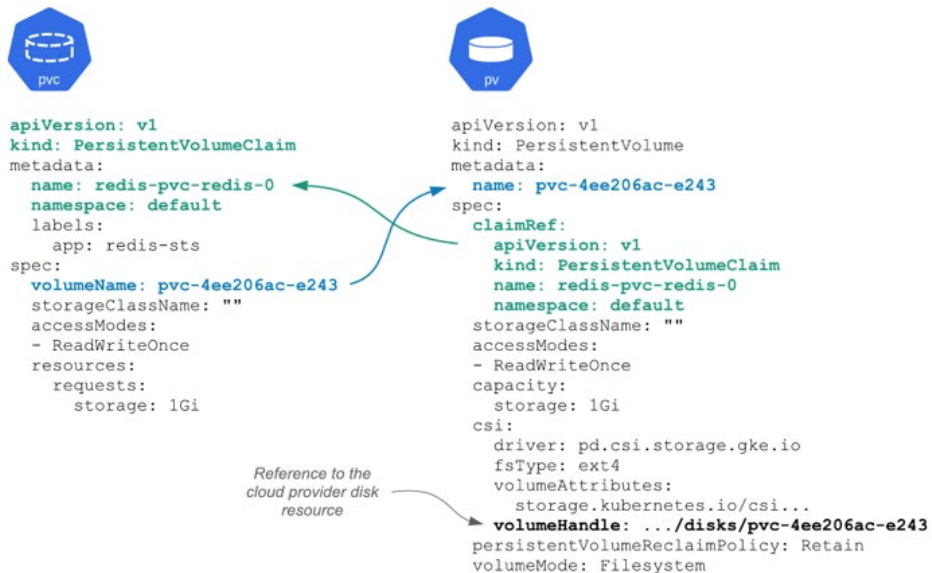 pvc
apiVersion: v1
kind: PersistentVolumeClaim
metadata:
  name: redis-pvc-redis-0
  namespace: default
  labels:
    app: redis-sts
spec:
  volumeName: pvc-4ee206ac-e243
  storageClassName: ""
  accessModes:
  - ReadWriteOnce
  resources:
    requests:
      storage: 1Gi
pv
apiVersion: v1
kind: PersistentVolume
metadata:
  name: pvc-4ee206ac-e243
spec:
  claimRef:
    apiVersion: v1
    kind: PersistentVolumeClaim
    name: redis-pvc-redis-0
    namespace: default
  storageClassName: ""
  accessModes:
  - ReadWriteOnce
  capacity:
    storage: 1Gi
  csi:
    driver: pd.csi.storage.gke.io
    fsType: ext4
    volumeAttributes:
      storage.kubernetes.io/csi...
    volumeHandle: .../disks/pvc-4ee206ac-e243
  persistentVolumeReclaimPolicy: Retain
  volumeMode: Filesystem
Reference to the
cloud provider disk
resource